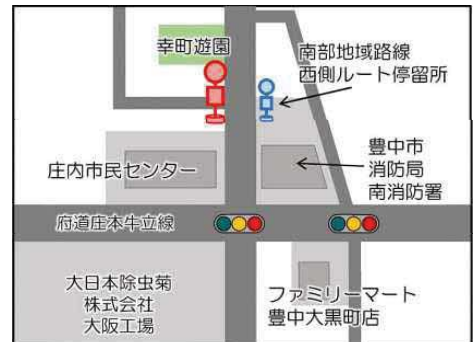 幸町遊園
南部地域路線
西側ルート停留所
庄内市民センター
豊中市
消防局
南消防署
府道庄本牛立線
大日本除虫菊
株式会社
大阪工場
ファミリーマート
豊中大黒町店